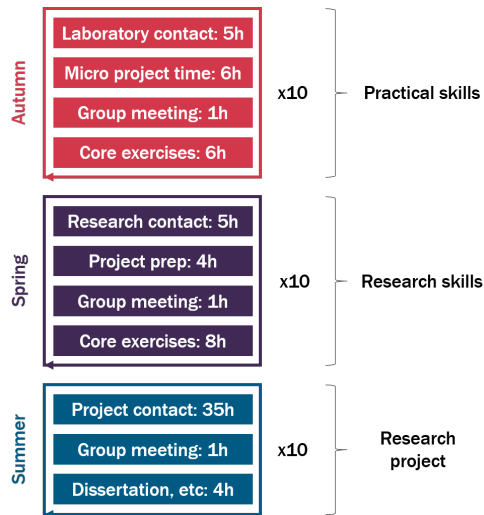 Autumn
Laboratory contact: 5h
Micro project time: 6h
Group meeting: 1h
Core exercises: 6h
x10
Practical skills
Spring
Research contact: 5h
Project prep: 4h
Group meeting: 1h
Core exercises: 8h
x10
Research skills
Summer
Project contact: 35h
Group meeting: 1h
Dissertation, etc: 4h
x10
Research
project